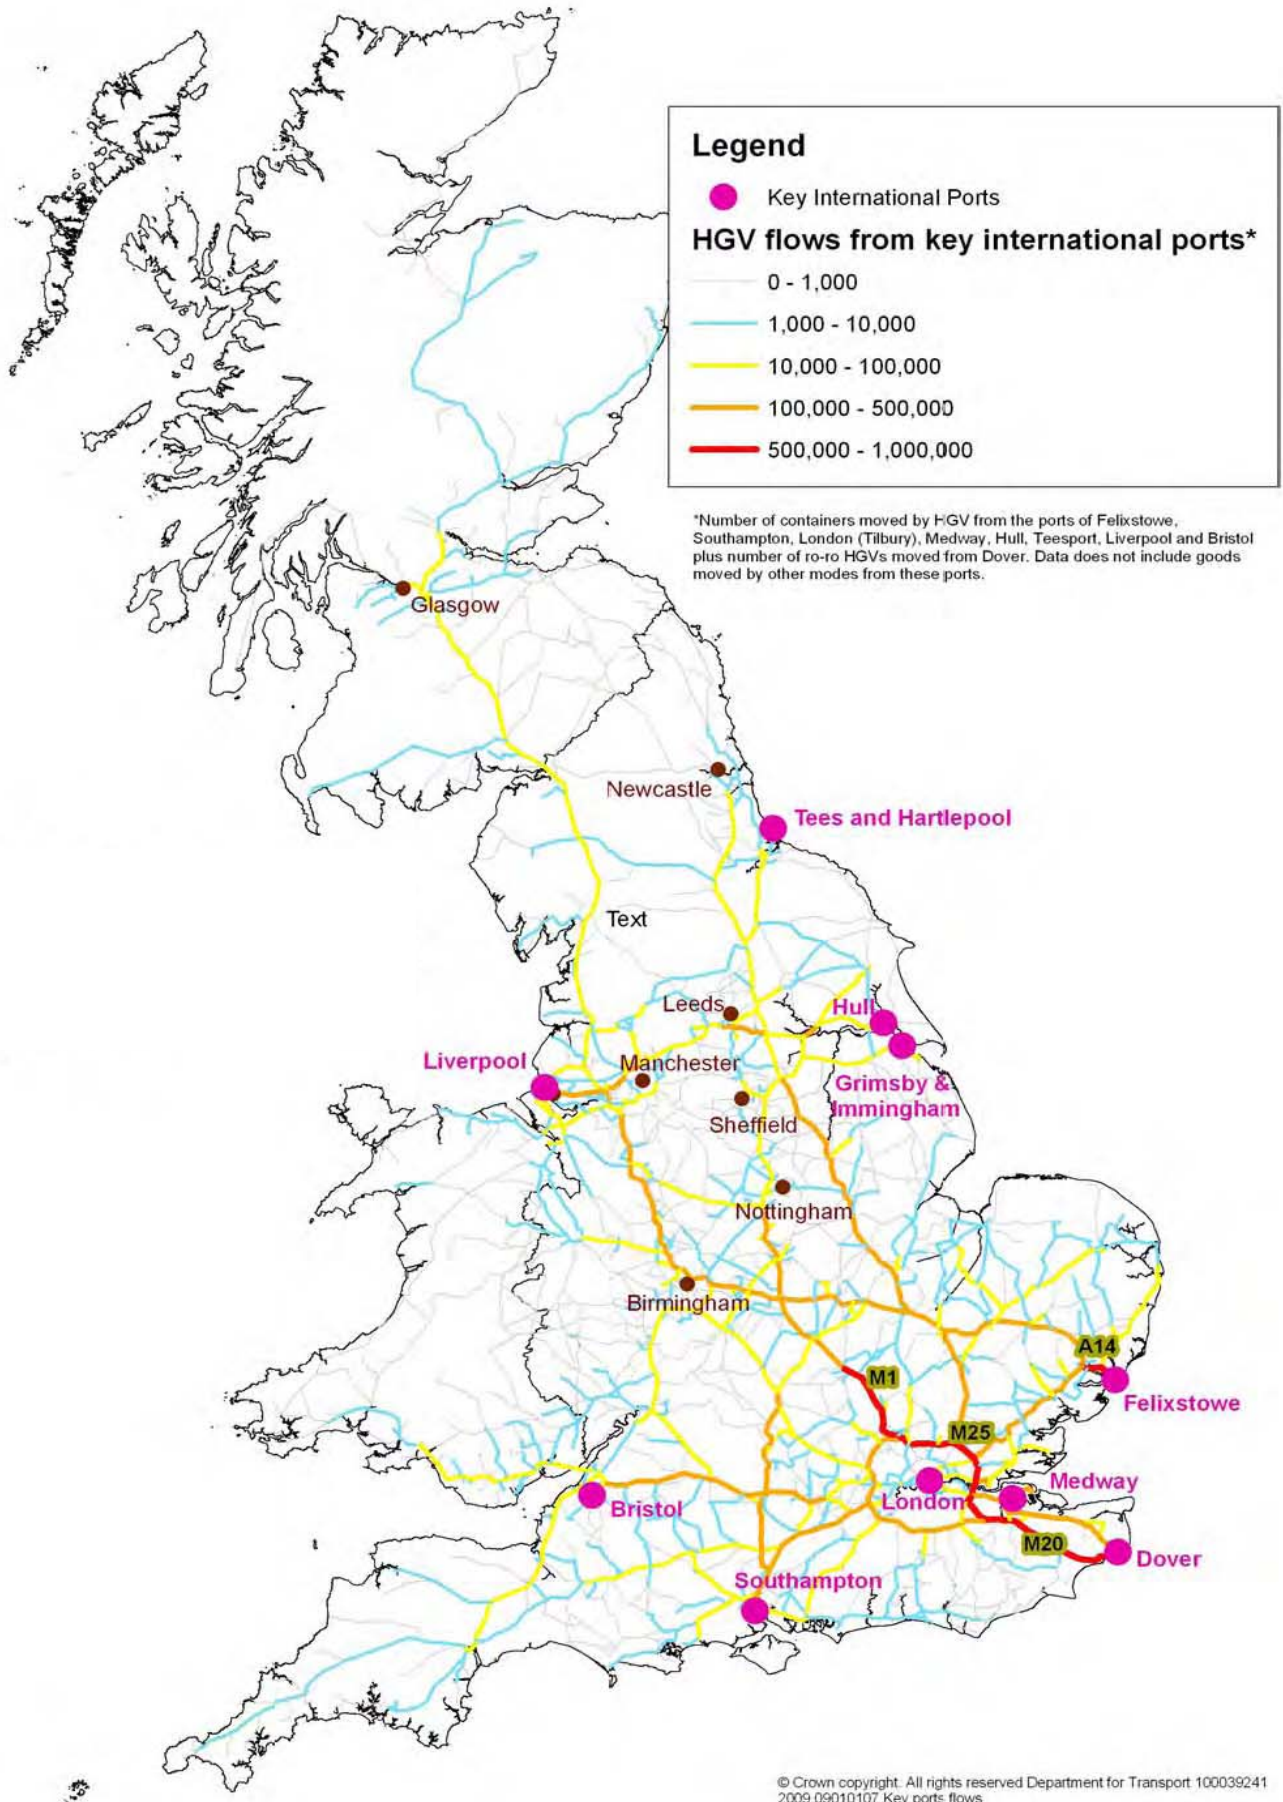 Legend
Key International Ports
HGV flows from key international ports*
0 - 1,000
1,000 - 10,000
10,000 - 100,000
100,000 - 500,000
500,000 - 1,000,000
*Number of containers moved by HGV from the ports of Felixstowe,
Southampton, London (Tilbury), Medway, Hull, Teesport, Liverpool and Bristol
plus number of ro-ro HGVs moved from Dover. Data does not include goods
moved by other modes from these ports.
Glasgow
Newcastle
Tees and Hartlepool
Text
Leeds
Hull
Liverpool
Manchester
Grimsby &
Immingham
Sheffield
Nottingham
Birmingham
A14
M1
Felixstowe
M25
Medway
London
Bristol
M20
Dover
Southampton
© Crown copyright. All rights reserved Department for Transport 100039241
2009 09010107 Key ports flows